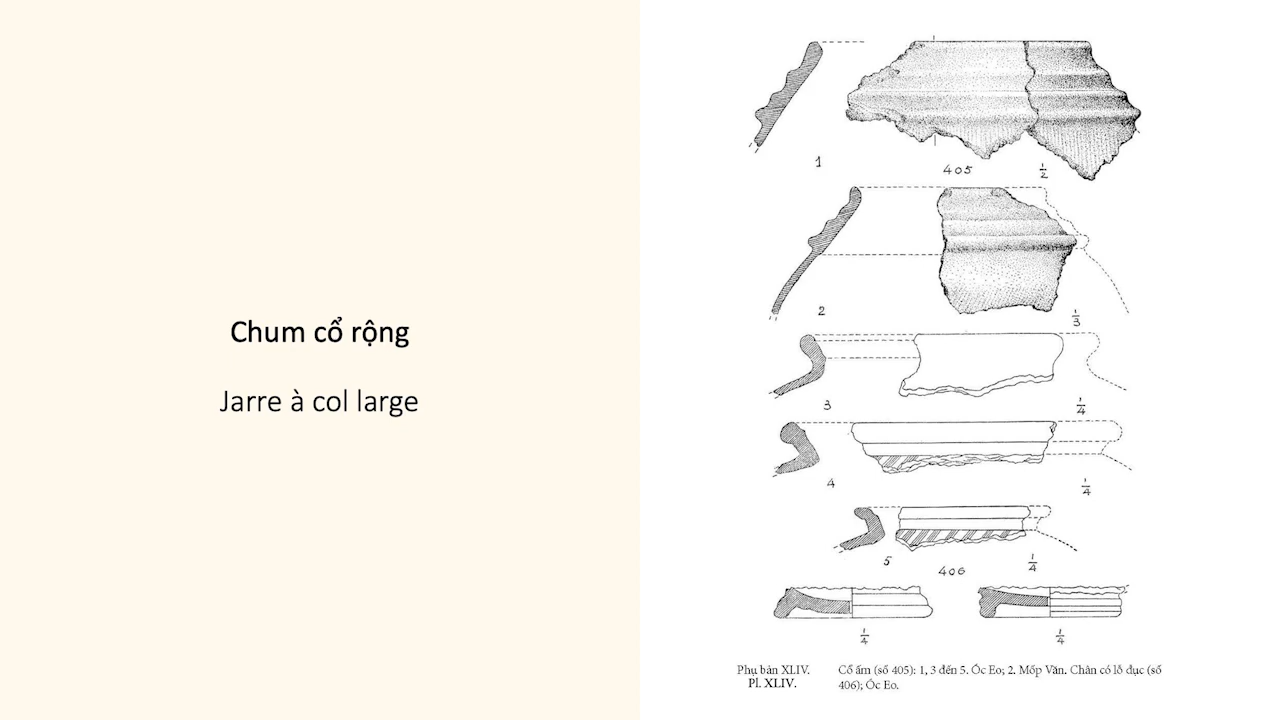 Chum cổ rộng
Jarre à col large
1
405
1/2
2
1/3
3
1/4
4
1/4
5
406
1/4
1/4
1/4
Phụ bản XLIV.
Pl. XLIV.
Cổ ấm (số 405): 1, 3 đến 5. Óc Eo; 2. Mốp Văn. Chân có lỗ đục (số
406); Óc Eo.